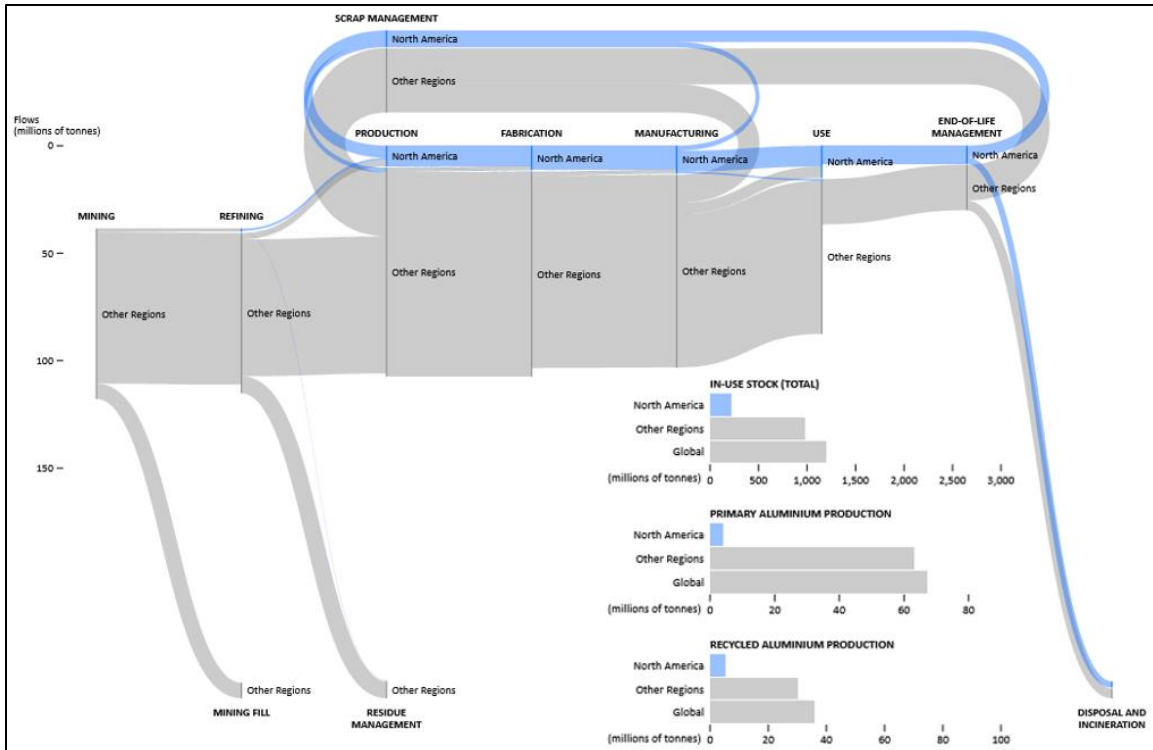 SCRAP MANAGEMENT
North America
Other Regions
Flows
(millions of tonnes)
0
50
100
150
PRODUCTION
FABRICATION
MANUFACTURING
USE
END-OF-LIFE
MANAGEMENT
North America
North America
North America
North America
North America
Other Regions
MINING
REFINING
Other Regions
Other Regions
Other Regions
Other Regions
Other Regions
Other Regions
IN-USE STOCK (TOTAL)
North America
Other Regions
Global
(millions of tonnes) 0 500 1,000 1,500 2,000 2,500 3,000
PRIMARY ALUMINIUM PRODUCTION
North America
Other Regions
Global
(millions of tonnes) 0 20 40 60 80
RECYCLED ALUMINIUM PRODUCTION
North America
Other Regions
Global
(millions of tonnes) 0 20 40 60 80 100
Other Regions
MINING FILL
Other Regions
RESIDUE
MANAGEMENT
DISPOSAL AND
INCINERATION